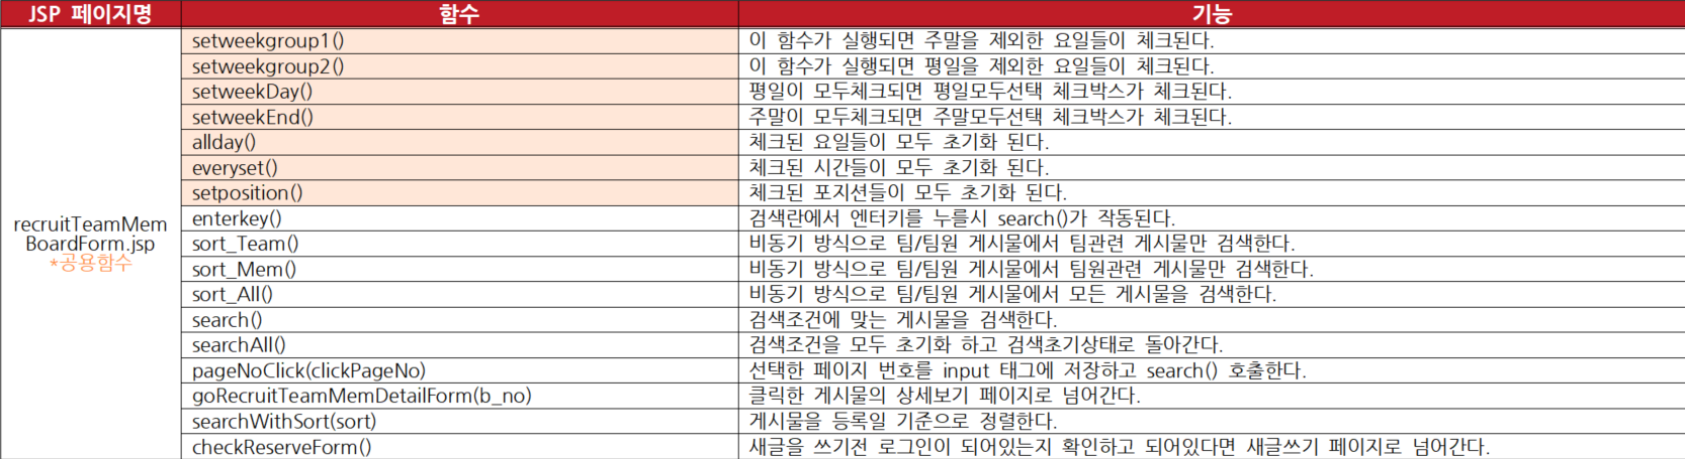 JSP 페이지명 함수 기능
setweekgroup1() 이 함수가 실행되면 주말을 제외한 요일들이 체크된다.
setweekgroup2() 이 함수가 실행되면 평일을 제외한 요일들이 체크된다.
setweekDay() 평일이 모두체크되면 평일모두선택 체크박스가 체크된다.
setweekEnd() 주말이 모두체크되면 주말모두선택 체크박스가 체크된다.
allday() 체크된 요일들이 모두 초기화 된다.
everyset() 체크된 시간들이 모두 초기화 된다.
setposition() 체크된 포지션들이 모두 초기화 된다.
recruitTeamMem
BoardForm.jsp
*공용함수
enterkey() 검색란에서 엔터키를 누를시 search()가 작동된다.
sort_Team() 비동기 방식으로 팀/팀원 게시물에서 팀관련 게시물만 검색한다.
sort_Mem() 비동기 방식으로 팀/팀원 게시물에서 팀원관련 게시물만 검색한다.
sort_All() 비동기 방식으로 팀/팀원 게시물에서 모든 게시물을 검색한다.
search() 검색조건에 맞는 게시물을 검색한다.
searchAll() 검색조건을 모두 초기화 하고 검색초기상태로 돌아간다.
pageNoClick(clickPageNo) 선택한 페이지 번호를 input 태그에 저장하고 search() 호출한다.
goRecruitTeamMemDetailForm(b_no) 클릭한 게시물의 상세보기 페이지로 넘어간다.
searchWithSort(sort) 게시물을 등록일 기준으로 정렬한다.
checkReserveForm() 새글을 쓰기전 로그인이 되어있는지 확인하고 되어있다면 새글쓰기 페이지로 넘어간다.